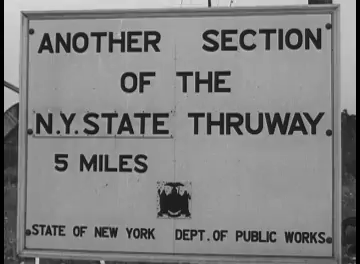 ANOTHER SECTION
OF THE
N.Y. STATE THRUWAY.
5 MILES
STATE OF NEW YORK DEPT. OF PUBLIC WORKS